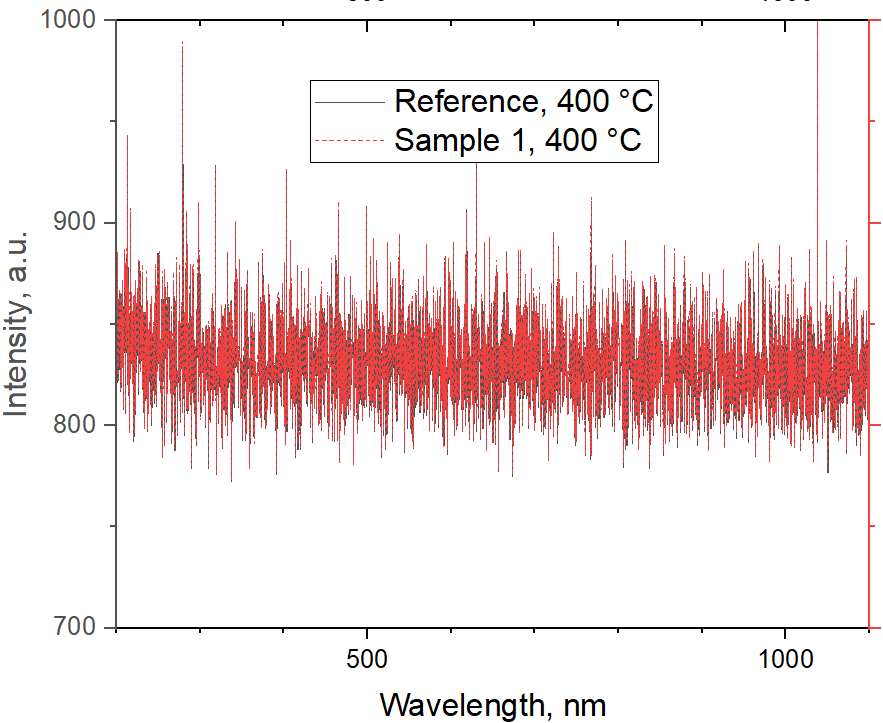 1000
Reference, 400 °C
Sample 1, 400 °C
900
Intensity, a.u.
800
700
500
1000
Wavelength, nm